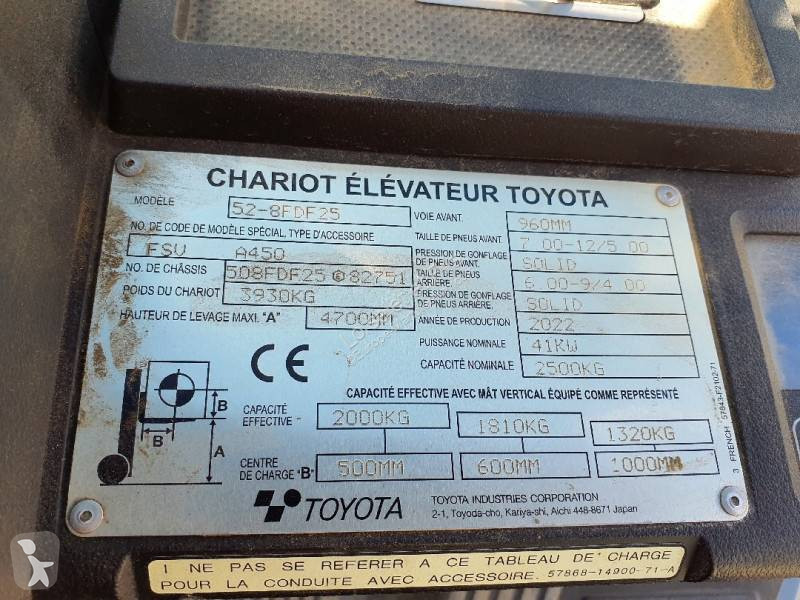 CHARIOT ÉLÉVATEUR TOYOTA
MODÈLE 52-8FDF25
NO. DE CODE DE MODÈLE SPÉCIAL, TYPE D'ACCESSOIRE
FSV A450
NO. DE CHÂSSIS 508FDF25 ©82751
POIDS DU CHARIOT 3930KG
HAUTEUR DE LEVAGE MAXI. "A" 4700MM
VOIE AVANT. 960MM
TAILLE DE PNEUS AVANT. 7.00-12/5.00
PRESSION DE GONFLAGE
DE PNEUS AVANT. SOLID
TAILLE DE PNEUS
ARRIÈRE. 6.00-9/4.00
PRESSION DE GONFLAGE
DE PNEUS ARRIÈRE. SOLID
ANNÉE DE PRODUCTION 2022
PUISSANCE NOMINALE 41KW
CAPACITÉ NOMINALE 2500KG
CE
CAPACITÉ EFFECTIVE AVEC MÂT VERTICAL ÉQUIPÉ COMME REPRÉSENTÉ
CAPACITÉ
EFFECTIVE 2000KG 1810KG 1320KG
CENTRE
DE CHARGE "B" 500MM 600MM 1000MM
B
B
A
TOYOTA
TOYOTA INDUSTRIES CORPORATION
2-1, Toyoda-cho, Kariya-shi, Aichi 448-8671 Japan
3 FRENCH 57843-F2102-71
I NE PAS SE REFERER A CE TABLEAU DE CHARGE
POUR LA CONDUITE AVEC ACCESSOIRE. 57868-14900-71-A